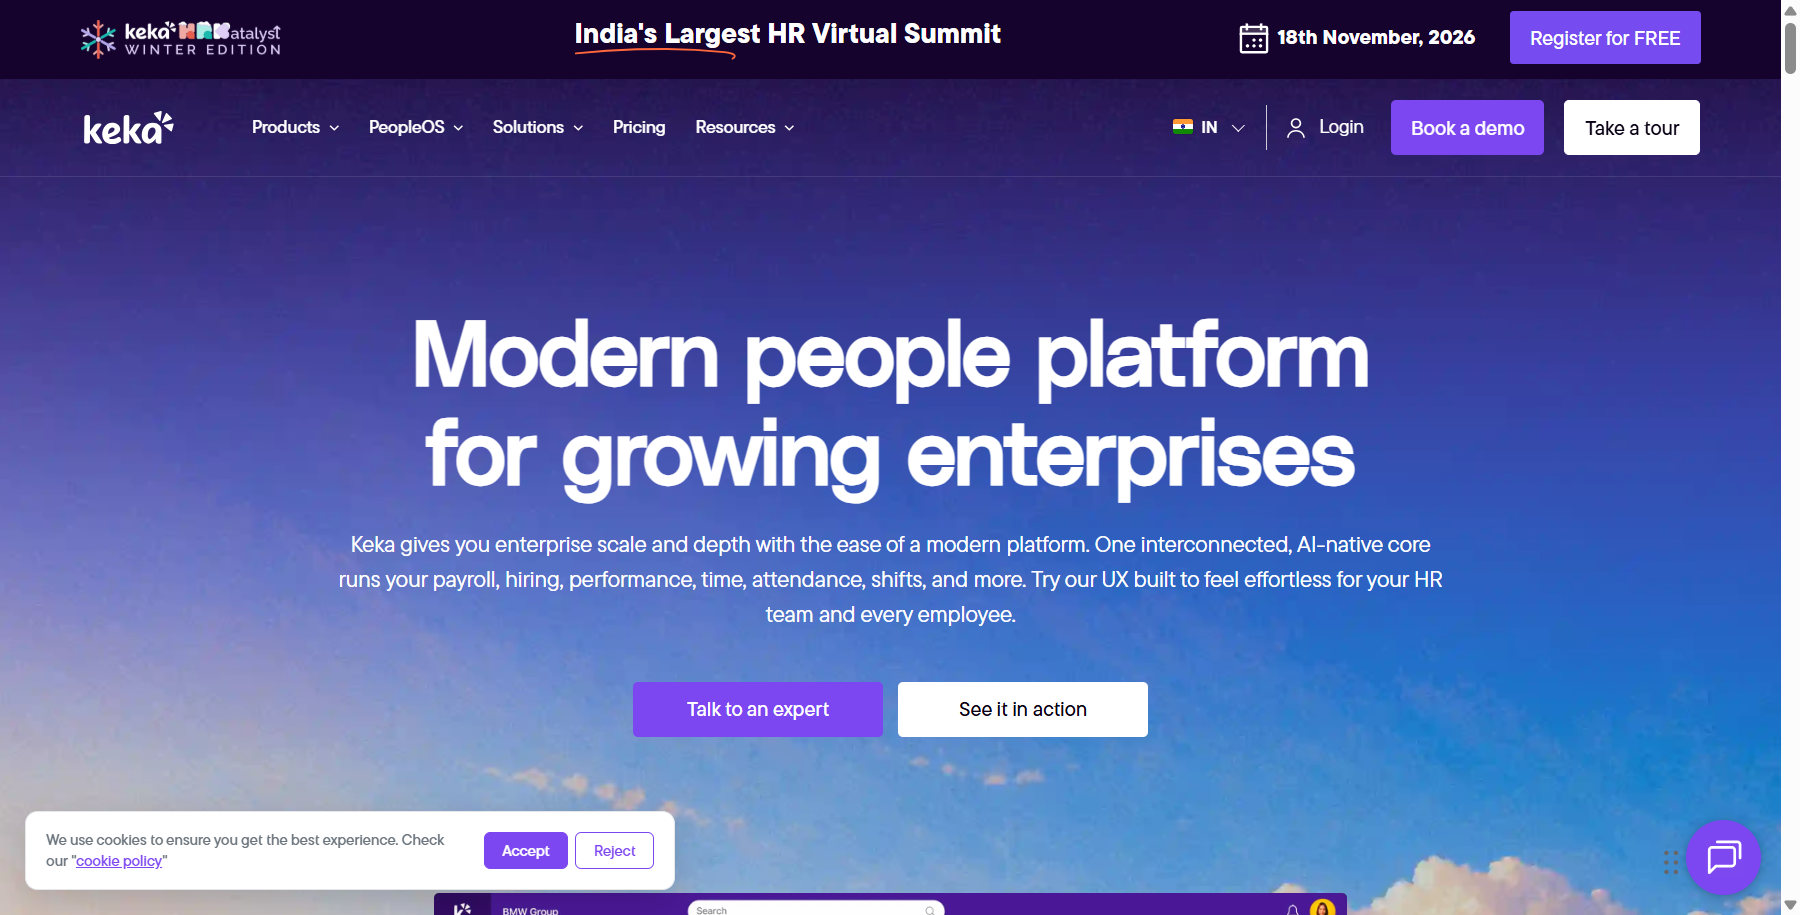 keka HRKatalyst
WINTER EDITION
India's Largest HR Virtual Summit
18th November, 2026
Register for FREE
keka
Products
PeopleOS
Solutions
Pricing
Resources
IN
Login
Book a demo
Take a tour
Modern people platform
for growing enterprises
Keka gives you enterprise scale and depth with the ease of a modern platform. One interconnected, AI-native core
runs your payroll, hiring, performance, time, attendance, shifts, and more. Try our UX built to feel effortless for your HR
team and every employee.
Talk to an expert
See it in action
We use cookies to ensure you get the best experience. Check
our "cookie policy"
Accept
Reject
BMW Group
Search